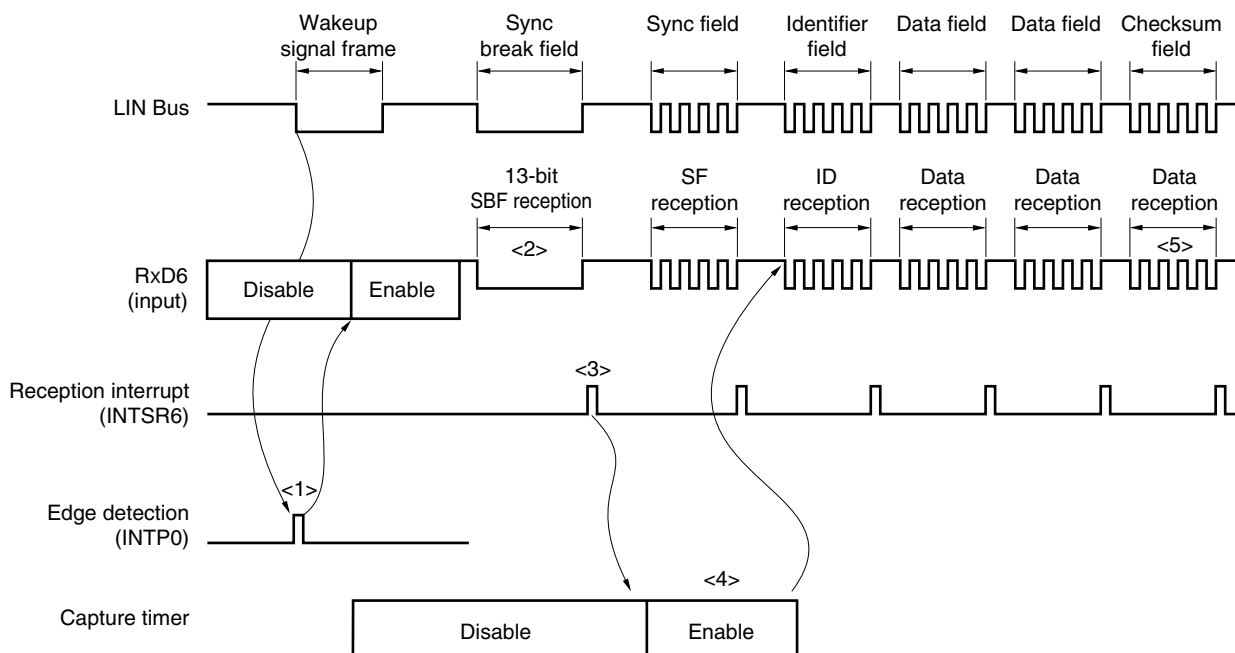 Wakeup
signal frame
Sync
break field
Sync field
Identifier
field
Data field
Data field
Checksum
field
LIN Bus
13-bit
SBF reception
SF
reception
ID
reception
Data
reception
Data
reception
Data
reception
<2>
<5>
RxD6
(input)
Disable
Enable
Reception interrupt
(INTSR6)
<3>
Edge detection
(INTP0)
<1>
Capture timer
Disable
Enable
<4>